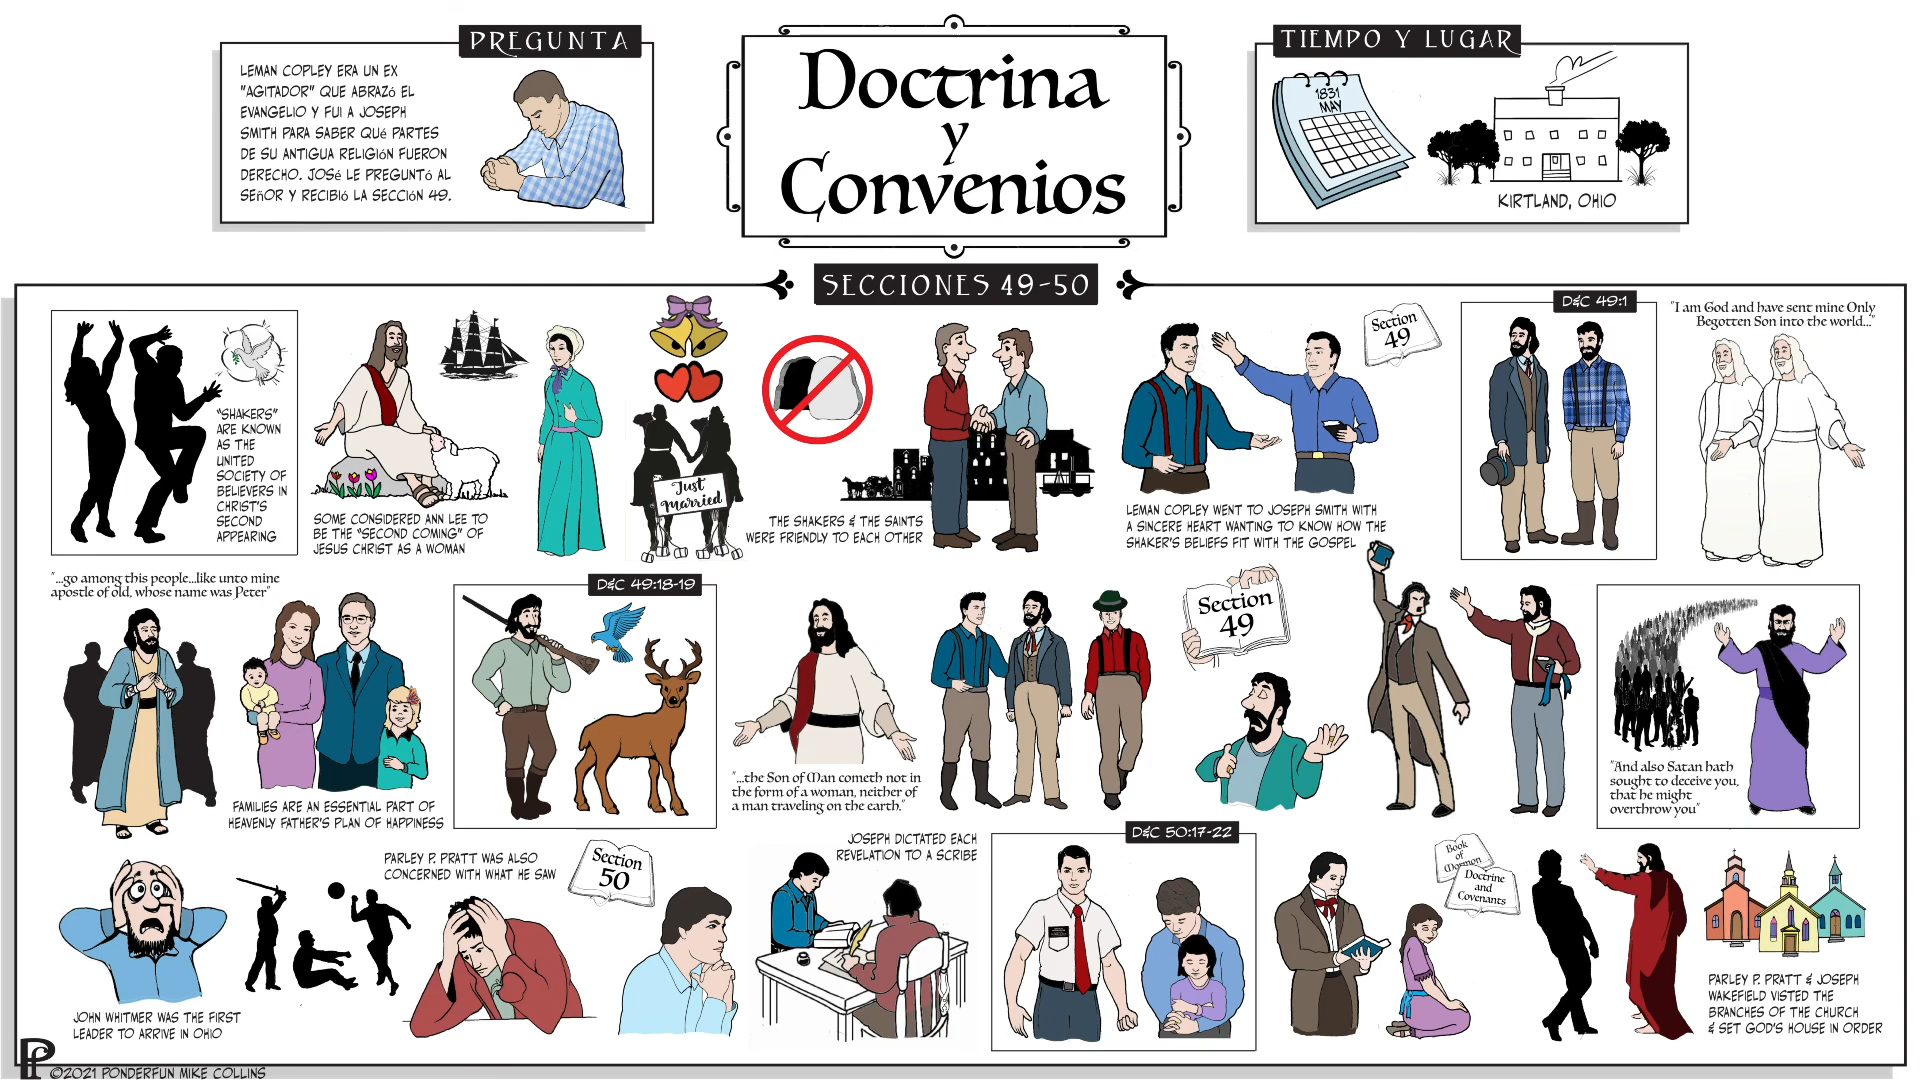 PREGUNTA
LEMAN COPLEY ERA UN EX
"AGITADOR" QUE ABRAZó EL
EVANGELIO Y FUI A JOSEPH
SMITH PARA SABER QUé PARTES
DE SU ANTIGUA RELIGIóN FUERON
DERECHO. JOSé LE PREGUNTó AL
SEñOR Y RECIBIó LA SECCIóN 49.
Doctrina
y
Convenios
TIEMPO Y LUGAR
1831
MAY
KIRTLAND, OHIO
SECCIONES 49-50
"SHAKERS"
ARE KNOWN
AS THE
UNITED
SOCIETY OF
BELIEVERS IN
CHRIST'S
SECOND
APPEARING
SOME CONSIDERED ANN LEE TO
BE THE "SECOND COMING" OF
JESUS CHRIST AS A WOMAN
Just
Married
THE SHAKERS & THE SAINTS
WERE FRIENDLY TO EACH OTHER
Section
49
LEMAN COPLEY WENT TO JOSEPH SMITH WITH
A SINCERE HEART WANTING TO KNOW HOW THE
SHAKER'S BELIEFS FIT WITH THE GOSPEL
D&C 49:1
"I am God and have sent mine Only
Begotten Son into the world..."
"...go among this people...like unto mine
apostle of old, whose name was Peter"
FAMILIES ARE AN ESSENTIAL PART OF
HEAVENLY FATHER'S PLAN OF HAPPINESS
D&C 49:18-19
"...the Son of Man cometh not in
the form of a woman, neither of
a man traveling on the earth."
Section
49
"And also Satan hath
sought to deceive you,
that he might
overthrow you"
JOHN WHITMER WAS THE FIRST
LEADER TO ARRIVE IN OHIO
PARLEY P. PRATT WAS ALSO
CONCERNED WITH WHAT HE SAW
Section
50
JOSEPH DICTATED EACH
REVELATION TO A SCRIBE
D&C 50:17-22
Book
of
Mormon
Doctrine
and
Covenants
PARLEY P. PRATT & JOSEPH
WAKEFIELD VISTED THE
BRANCHES OF THE CHURCH
& SET GOD'S HOUSE IN ORDER
©2021 PONDERFUN MIKE COLLINS